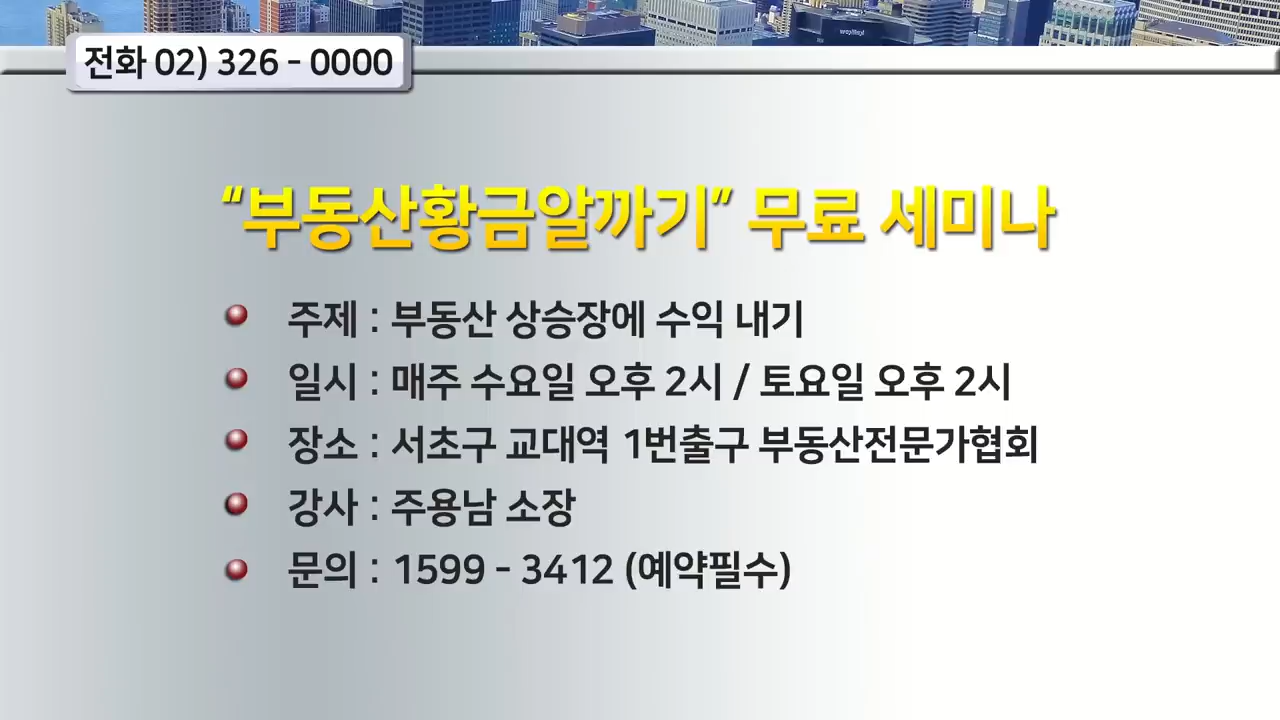 전화 02) 326 - 0000
“부동산황금알까기” 무료 세미나
주제 : 부동산 상승장에 수익 내기
일시 : 매주 수요일 오후 2시 / 토요일 오후 2시
장소 : 서초구 교대역 1번출구 부동산전문가협회
강사 : 주용남 소장
문의 : 1599 - 3412 (예약필수)